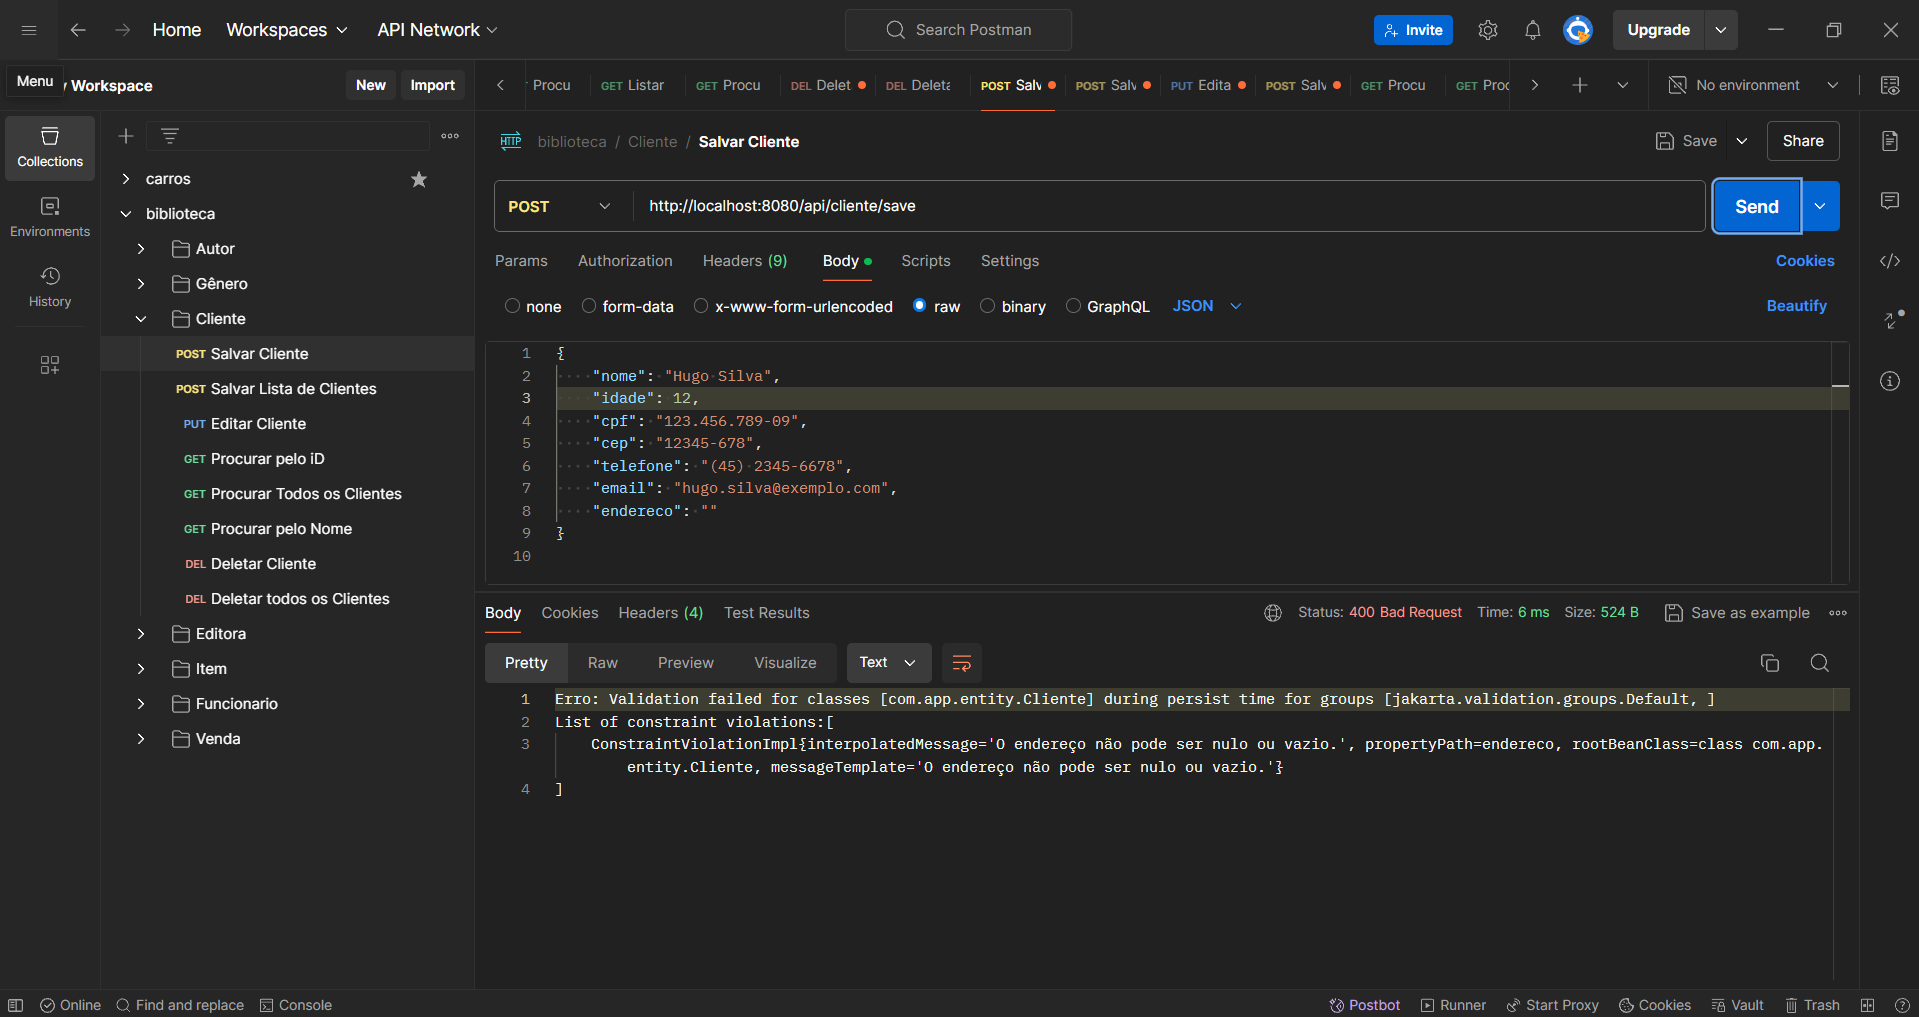 Home
Workspaces
API Network
Search Postman
Invite
Upgrade
Menu
Workspace
New
Import
Procu
GET Listar
GET Procu
DEL Delet
DEL Deleta
POST Salv
POST Salv
PUT Edita
POST Salv
GET Procu
GET Proc
No environment
Collections
Environments
History
carros
biblioteca
Autor
Gênero
Cliente
POST Salvar Cliente
POST Salvar Lista de Clientes
PUT Editar Cliente
GET Procurar pelo iD
GET Procurar Todos os Clientes
GET Procurar pelo Nome
DEL Deletar Cliente
DEL Deletar todos os Clientes
Editora
Item
Funcionario
Venda
HTTP biblioteca / Cliente / Salvar Cliente
Save
Share
POST
http://localhost:8080/api/cliente/save
Send
Params
Authorization
Headers (9)
Body
Scripts
Settings
Cookies
none
form-data
x-www-form-urlencoded
raw
binary
GraphQL
JSON
Beautify
1 {
2 "nome": "Hugo Silva",
3 "idade": 12,
4 "cpf": "123.456.789-09",
5 "cep": "12345-678",
6 "telefone": "(45) 2345-6678",
7 "email": "hugo.silva@exemplo.com",
8 "endereco": ""
9 }
10
Body
Cookies
Headers (4)
Test Results
Status: 400 Bad Request
Time: 6 ms
Size: 524 B
Save as example
Pretty
Raw
Preview
Visualize
Text
1 Erro: Validation failed for classes [com.app.entity.Cliente] during persist time for groups [jakarta.validation.groups.Default, ]
2 List of constraint violations:[
3 ConstraintViolationImpl{interpolatedMessage='O endereço não pode ser nulo ou vazio.', propertyPath=endereco, rootBeanClass=class com.app.
entity.Cliente, messageTemplate='O endereço não pode ser nulo ou vazio.'}
4 ]
Online
Find and replace
Console
Postbot
Runner
Start Proxy
Cookies
Vault
Trash